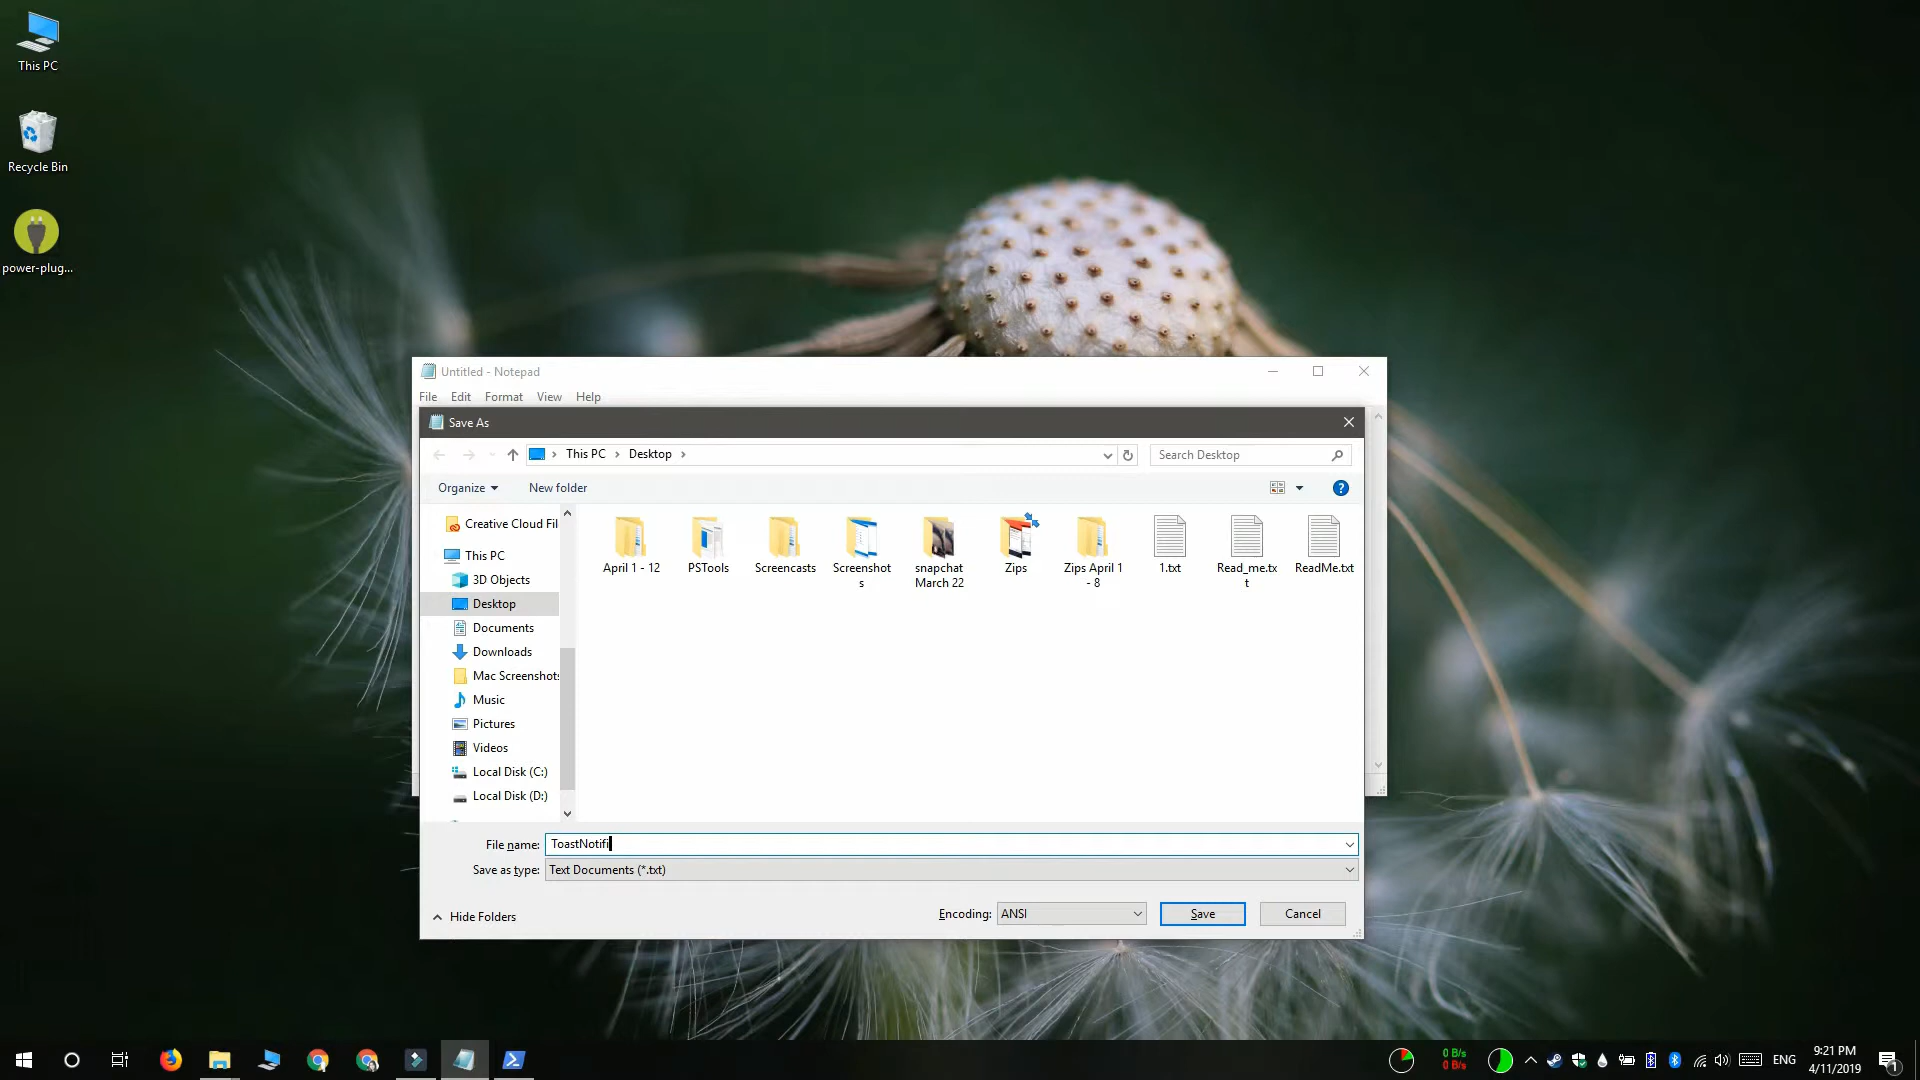 This PC
Recycle Bin
power-plug...
Untitled - Notepad
File Edit Format View Help
Save As
This PC Desktop
Search Desktop
Organize New folder
Creative Cloud Fil
This PC
3D Objects
Desktop
Documents
Downloads
Mac Screenshots
Music
Pictures
Videos
Local Disk (C:)
Local Disk (D:)
April 1 - 12
PSTools
Screencasts
Screenshot
s
snapchat
March 22
Zips
Zips April 1
- 8
1.txt
Read_me.tx
t
ReadMe.txt
File name: ToastNotifi
Save as type: Text Documents (*.txt)
Hide Folders
Encoding: ANSI
Save
Cancel
0 B/s
0 B/s
ENG
9:21 PM
4/11/2019
1